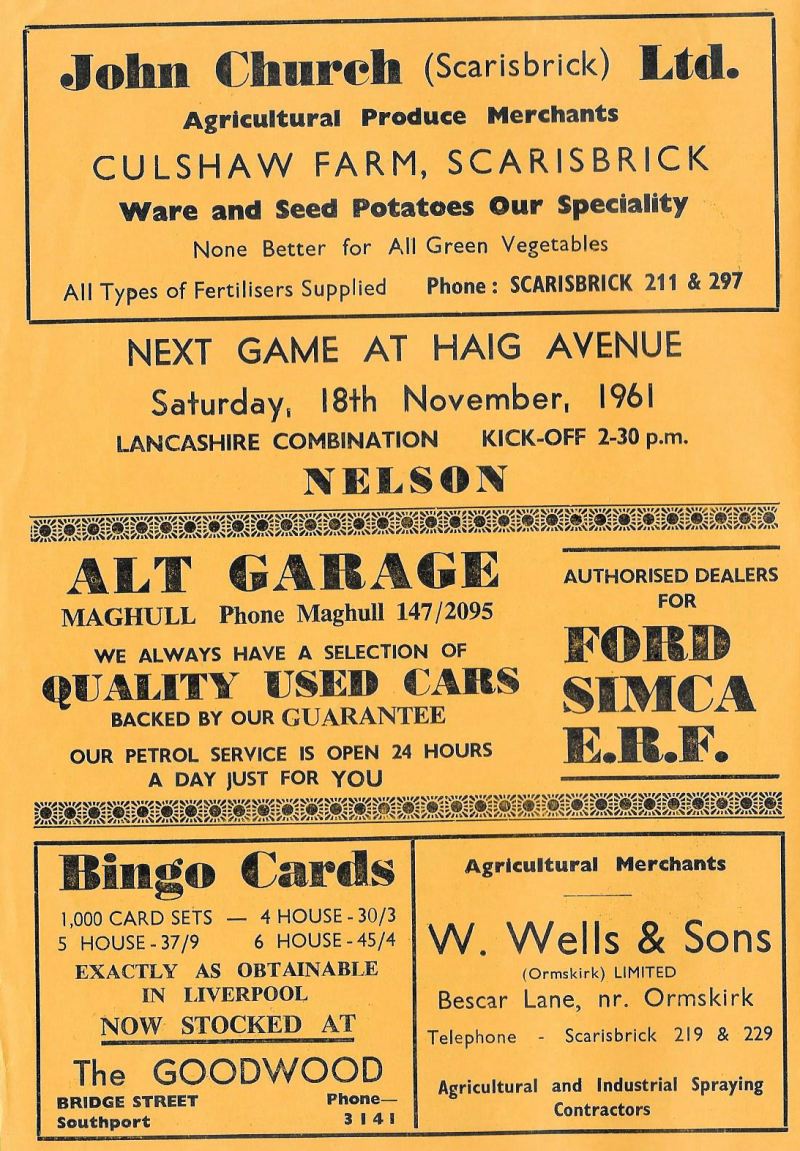 John Church (Scarisbrick) Ltd.
Agricultural Produce Merchants
CULSHAW FARM, SCARISBRICK
Ware and Seed Potatoes Our Speciality
None Better for All Green Vegetables
All Types of Fertilisers Supplied Phone: SCARISBRICK 211 & 297
NEXT GAME AT HAIG AVENUE
Saturday, 18th November, 1961
LANCASHIRE COMBINATION KICK-OFF 2-30 p.m.
NELSON
ALT GARAGE
MAGHULL Phone Maghull 147/2095
WE ALWAYS HAVE A SELECTION OF
QUALITY USED CARS
BACKED BY OUR GUARANTEE
OUR PETROL SERVICE IS OPEN 24 HOURS
A DAY JUST FOR YOU
AUTHORISED DEALERS
FOR
FORD
SIMCA
E.R.F.
Bingo Cards
1,000 CARD SETS — 4 HOUSE - 30/3
5 HOUSE - 37/9 6 HOUSE - 45/4
EXACTLY AS OBTAINABLE
IN LIVERPOOL
NOW STOCKED AT
The GOODWOOD
BRIDGE STREET Phone—
Southport 3141
Agricultural Merchants
W. Wells & Sons
(Ormskirk) LIMITED
Bescar Lane, nr. Ormskirk
Telephone - Scarisbrick 219 & 229
Agricultural and Industrial Spraying
Contractors